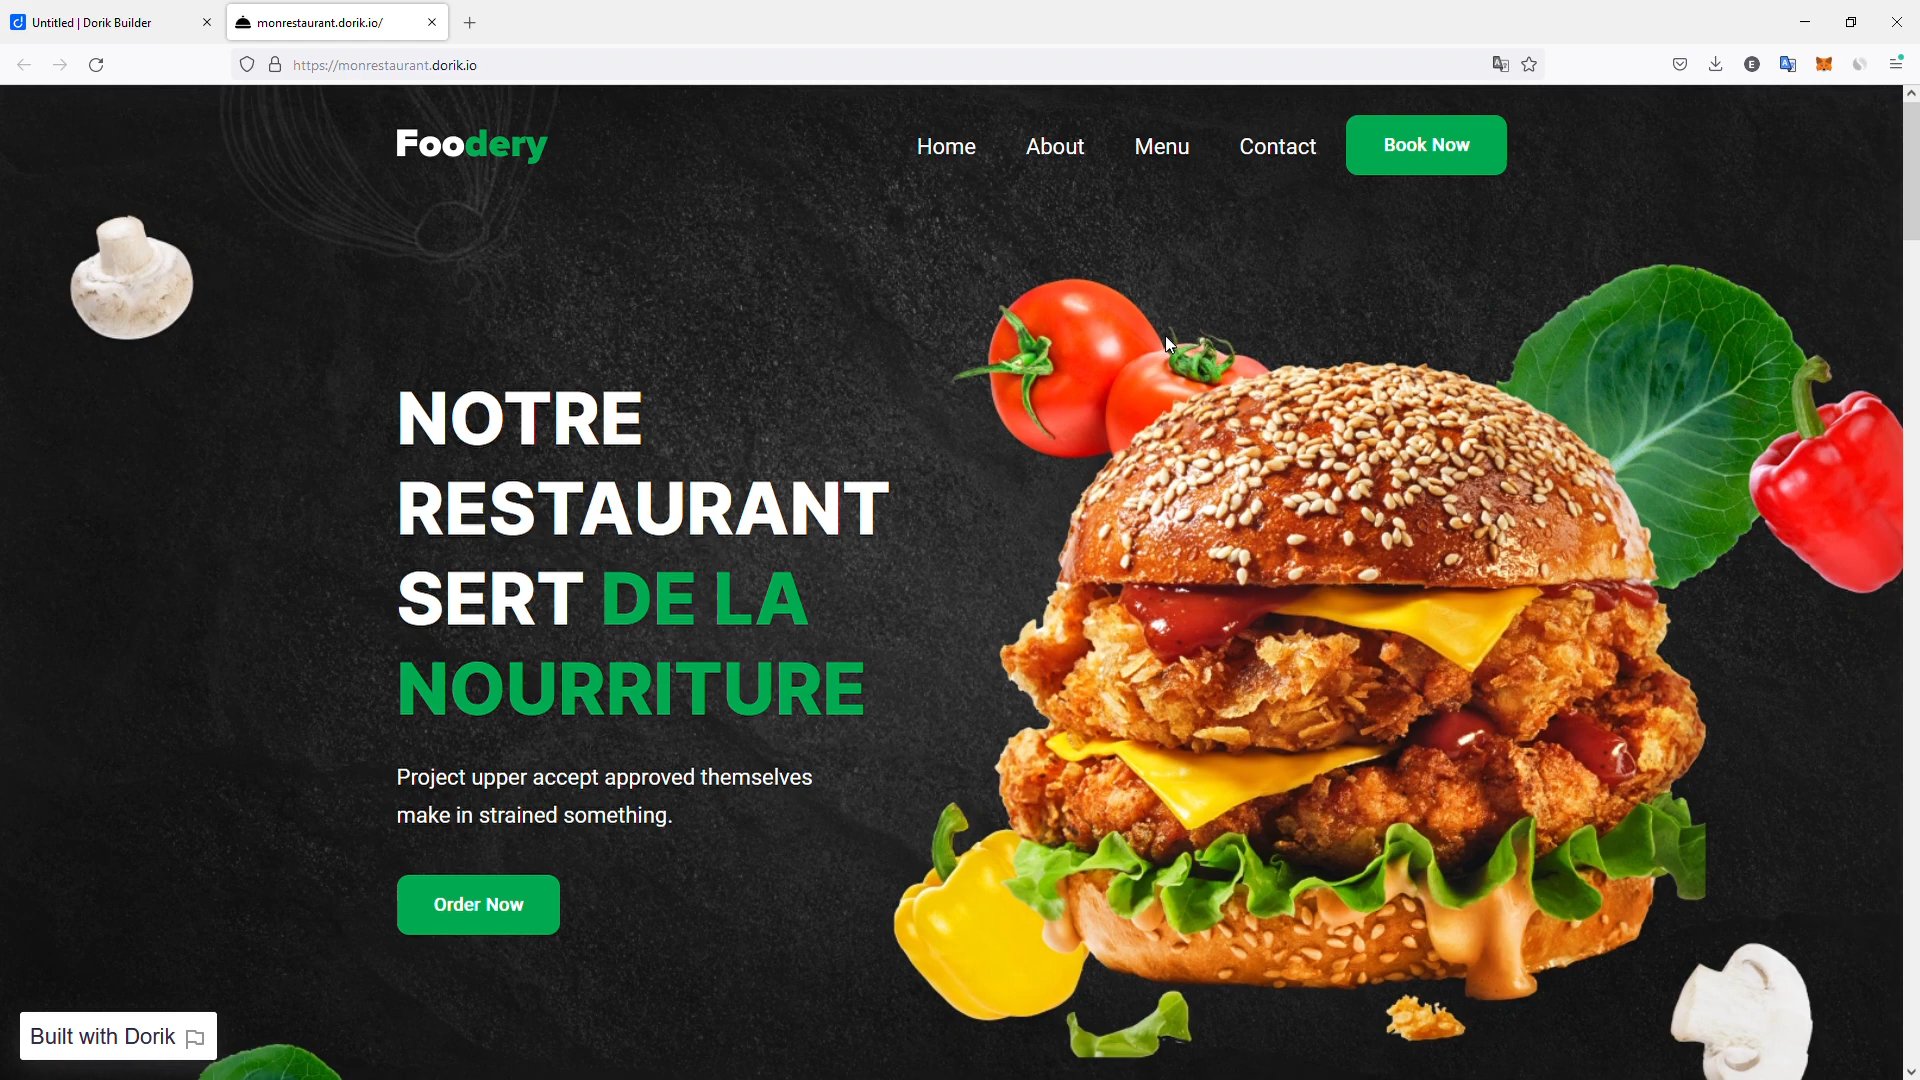 Untitled | Dorik Builder
monrestaurant.dorik.io/
https://monrestaurant.dorik.io
E
Foodery
Home
About
Menu
Contact
Book Now
NOTRE
RESTAURANT
SERT DE LA
NOURRITURE
Project upper accept approved themselves
make in strained something.
Order Now
Built with Dorik